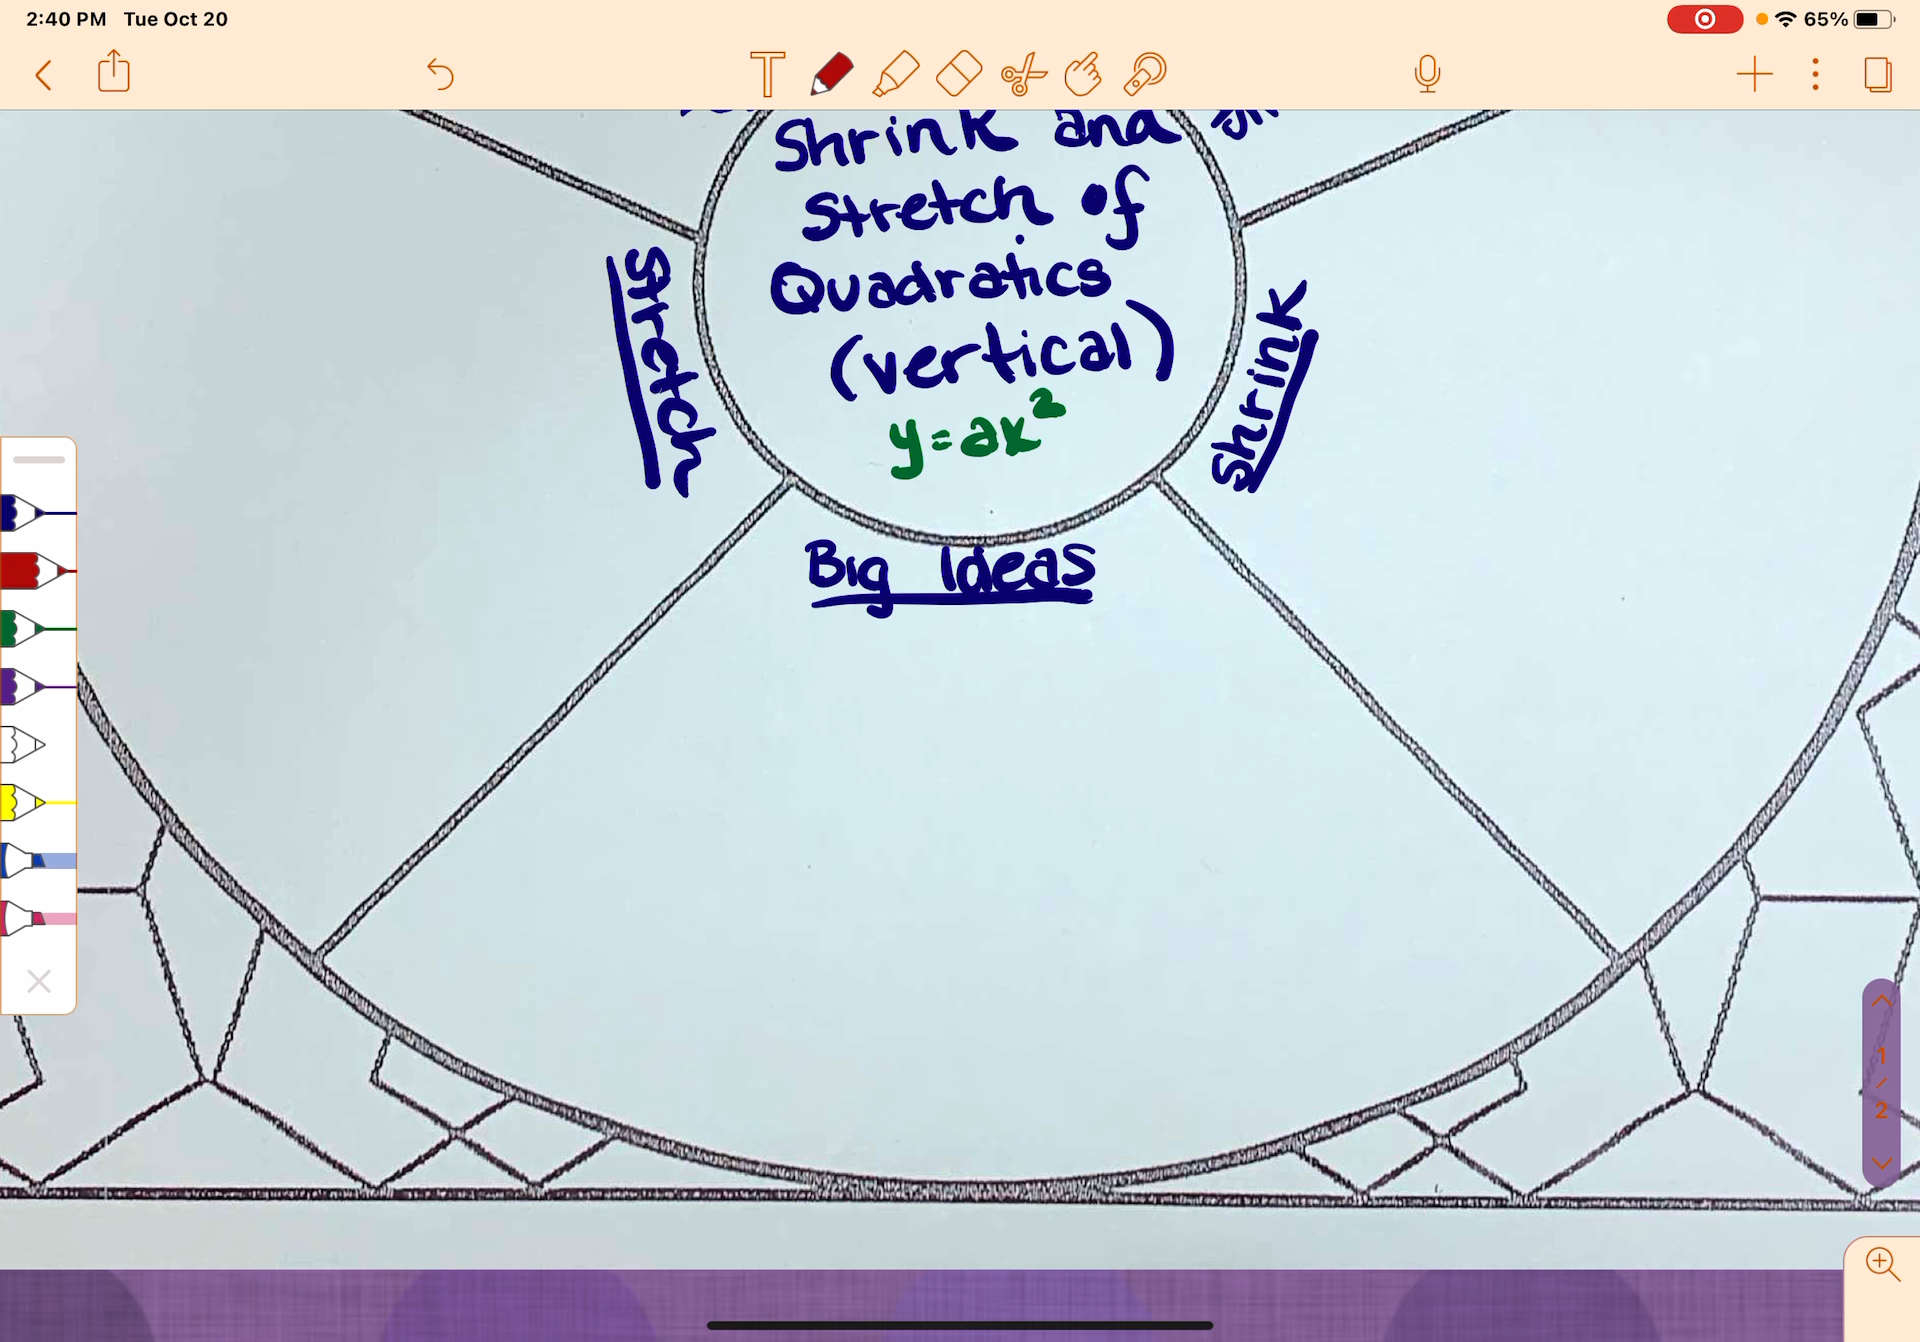 2:40 PM Tue Oct 20
65%
T
Shrink and
Stretch of
Quadratics
(vertical)
y=ax²
Stretch
Shrink
Big Ideas
1
/
2